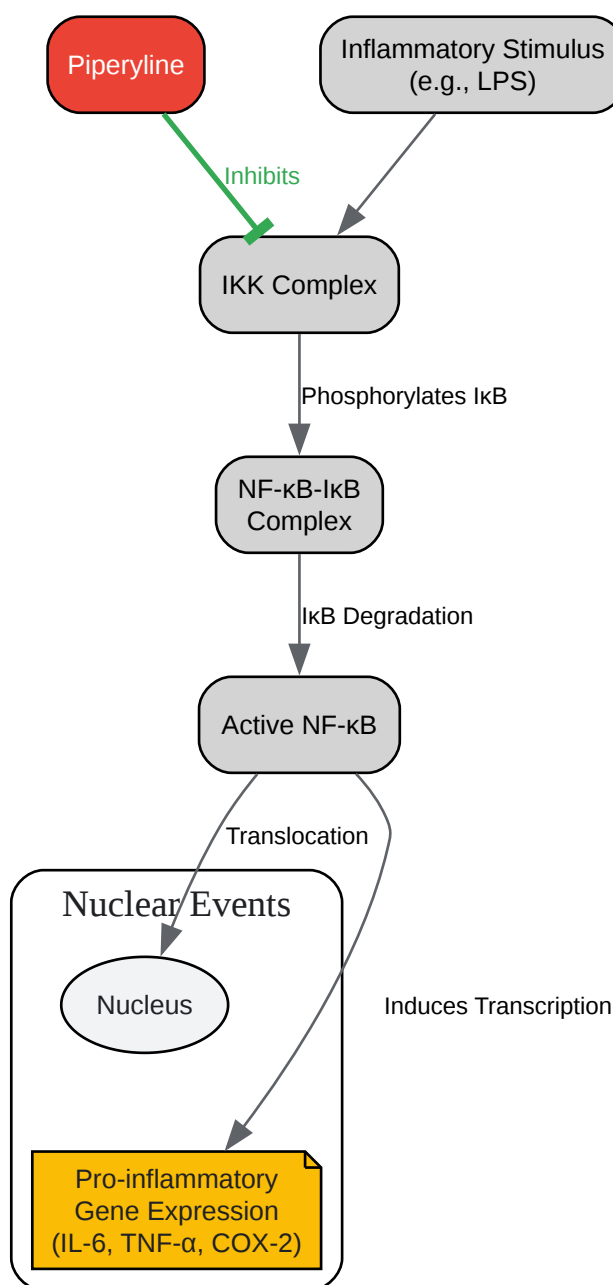 Piperyline
Inflammatory Stimulus
(e.g., LPS)
Inhibits
IKK Complex
Phosphorylates IκB
NF-κB-IκB
Complex
IκB Degradation
Active NF-κB
Translocation
Nuclear Events
Nucleus
Induces Transcription
Pro-inflammatory
Gene Expression
(IL-6, TNF-α, COX-2)